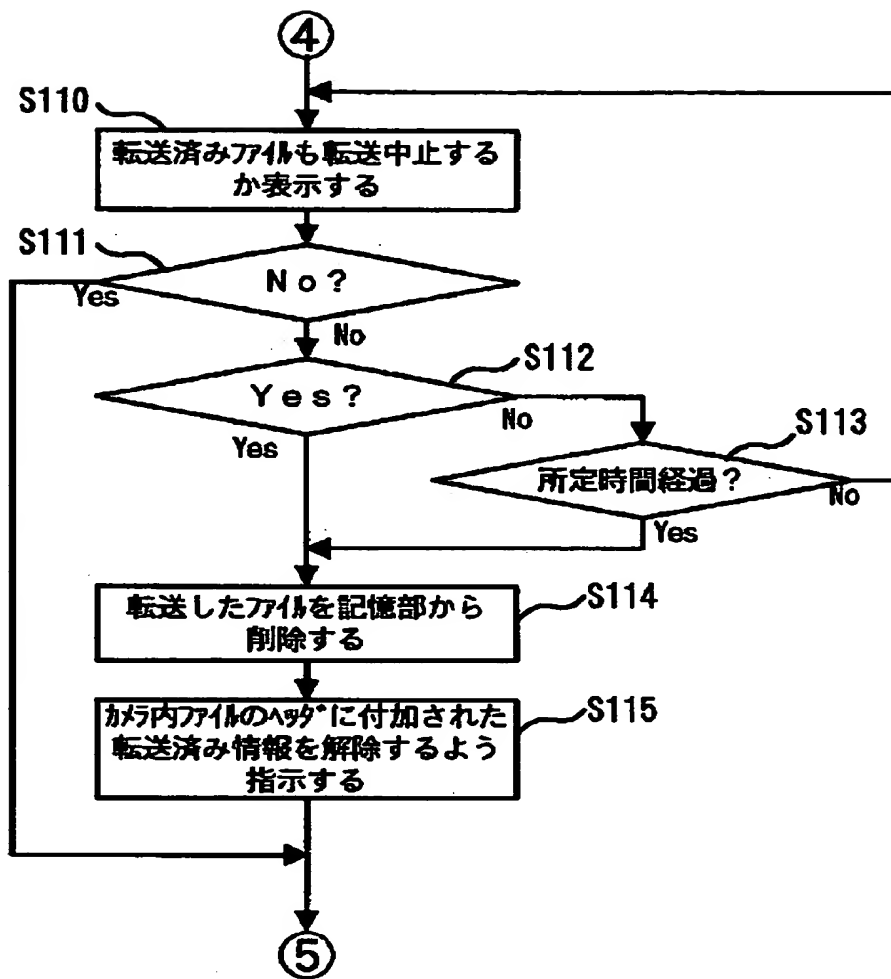 ④
S110
転送済みﾌｧｲﾙも転送中止する
か表示する
S111
No?
Yes
No
S112
Yes?
No
Yes
S113
所定時間経過?
No
Yes
転送したﾌｧｲﾙを記憶部から
削除する
S114
ｶﾒﾗ内ﾌｧｲﾙのﾍｯﾀﾞに付加された
転送済み情報を解除するよう
指示する
S115
⑤